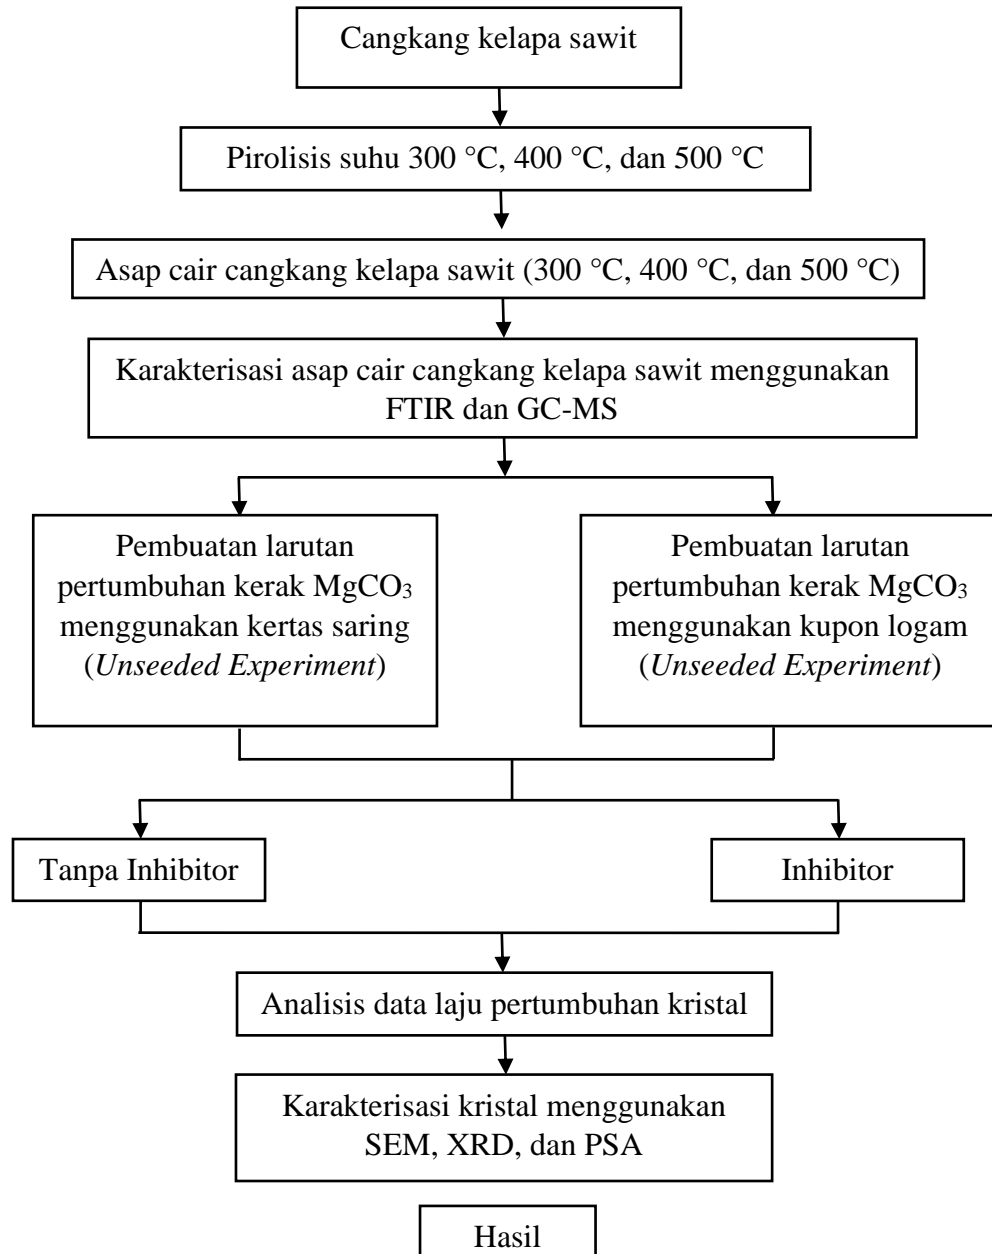 Cangkang kelapa sawit
Pirolisis suhu 300 °C, 400 °C, dan 500 °C
Asap cair cangkang kelapa sawit (300 °C, 400 °C, dan 500 °C)
Karakterisasi asap cair cangkang kelapa sawit menggunakan
FTIR dan GC-MS
Pembuatan larutan
pertumbuhan kerak MgCO₃
menggunakan kertas saring
(Unseeded Experiment)
Pembuatan larutan
pertumbuhan kerak MgCO₃
menggunakan kupon logam
(Unseeded Experiment)
Tanpa Inhibitor
Inhibitor
Analisis data laju pertumbuhan kristal
Karakterisasi kristal menggunakan
SEM, XRD, dan PSA
Hasil